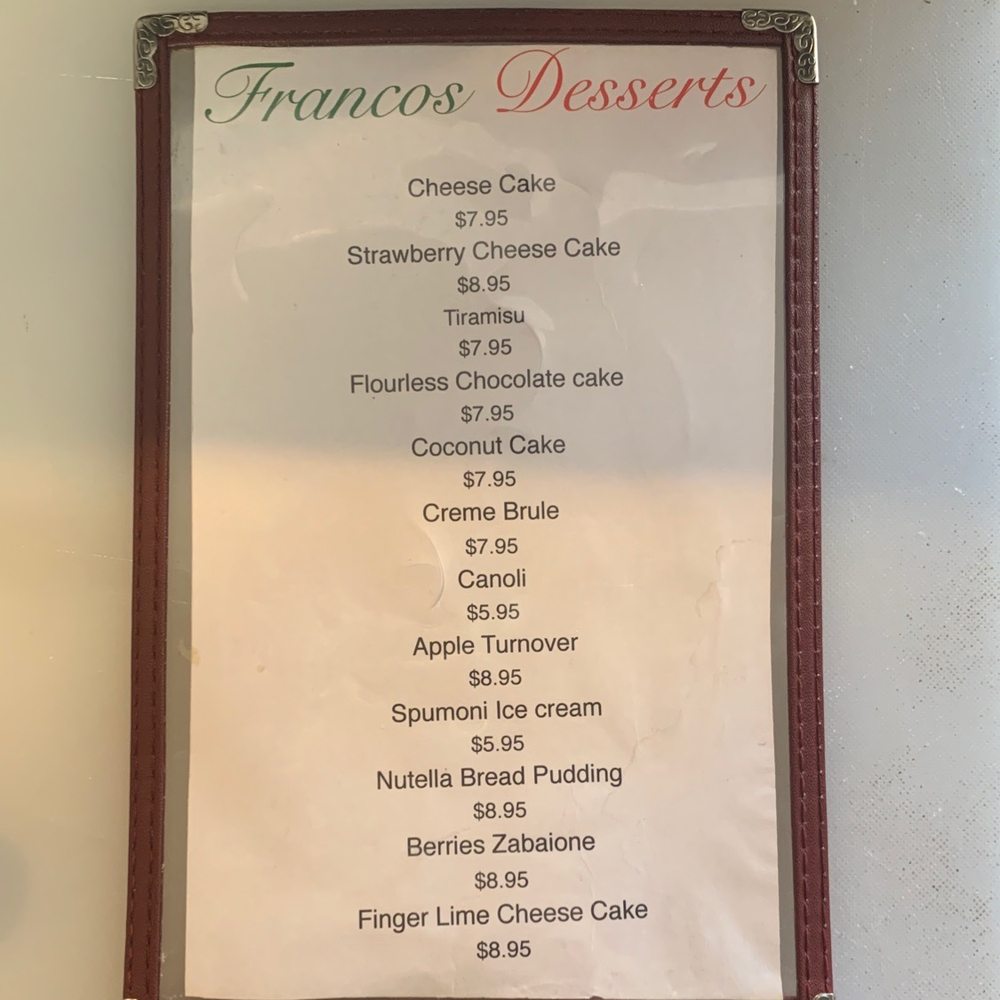 Francos Desserts
Cheese Cake
$7.95
Strawberry Cheese Cake
$8.95
Tiramisu
$7.95
Flourless Chocolate cake
$7.95
Coconut Cake
$7.95
Creme Brule
$7.95
Canoli
$5.95
Apple Turnover
$8.95
Spumoni Ice cream
$5.95
Nutella Bread Pudding
$8.95
Berries Zabaione
$8.95
Finger Lime Cheese Cake
$8.95